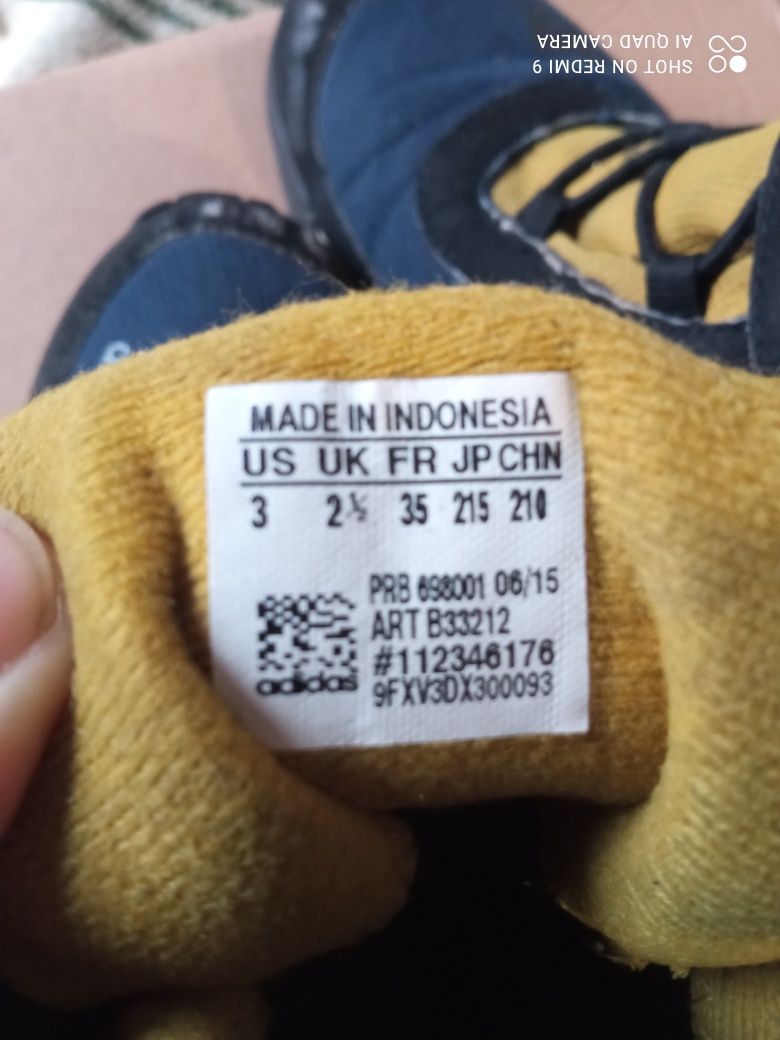 SHOT ON REDMI 9
AI QUAD CAMERA
MADE IN INDONESIA
US UK FR JP CHN
3 2½ 35 215 210
PRB 698001 06/15
ART B33212
#112346176
9FXV3DX300093
adidas